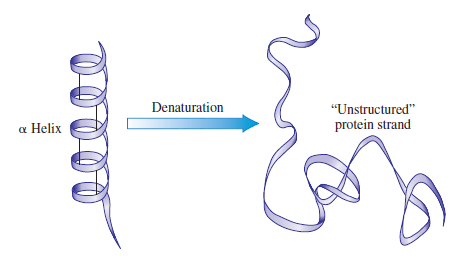 α Helix
Denaturation
“Unstructured”
protein strand